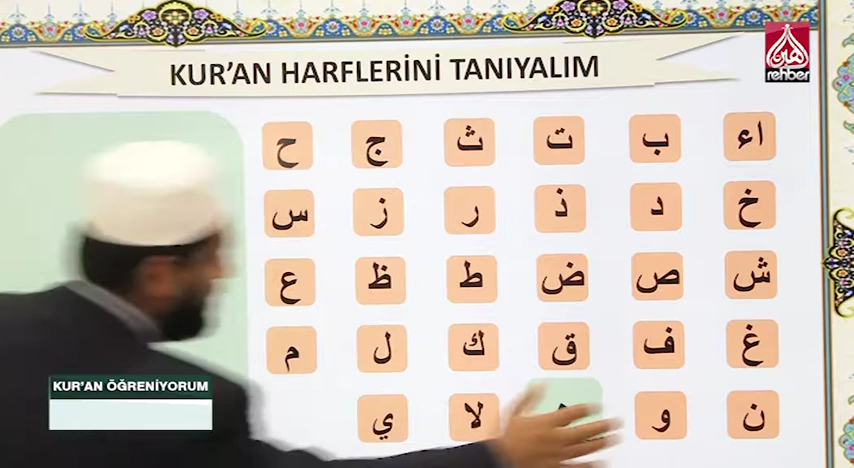 KUR'AN HARFLERİNİ TANIYALIM
rehber
اء ب ت ث ج ح
خ د ذ ر ز س
ش ص ض ط ظ ع
غ ف ق ك ل م
ن و لا ي
KUR'AN ÖĞRENİYORUM